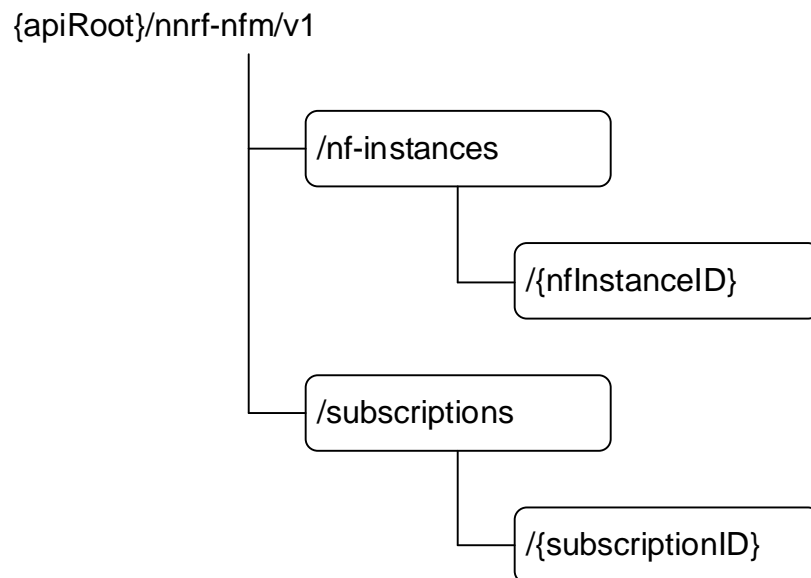 {apiRoot}/nnrf-nfm/v1
/nf-instances
/{nfInstanceID}
/subscriptions
/{subscriptionID}